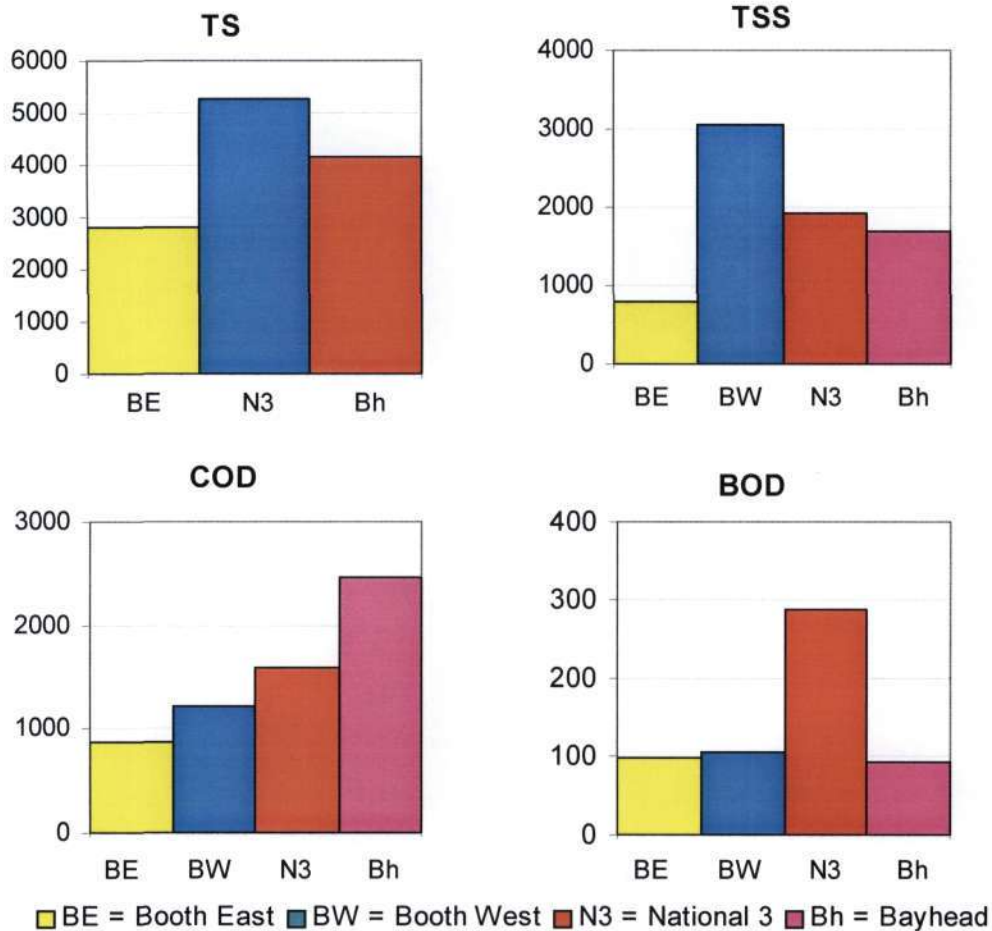 TS
6000
5000
4000
3000
2000
1000
0
BE N3 Bh
TSS
4000
3000
2000
1000
0
BE BW N3 Bh
COD
3000
2000
1000
0
BE BW N3 Bh
BOD
400
300
200
100
0
BE BW N3 Bh
BE = Booth East BW = Booth West N3 = National 3 Bh = Bayhead